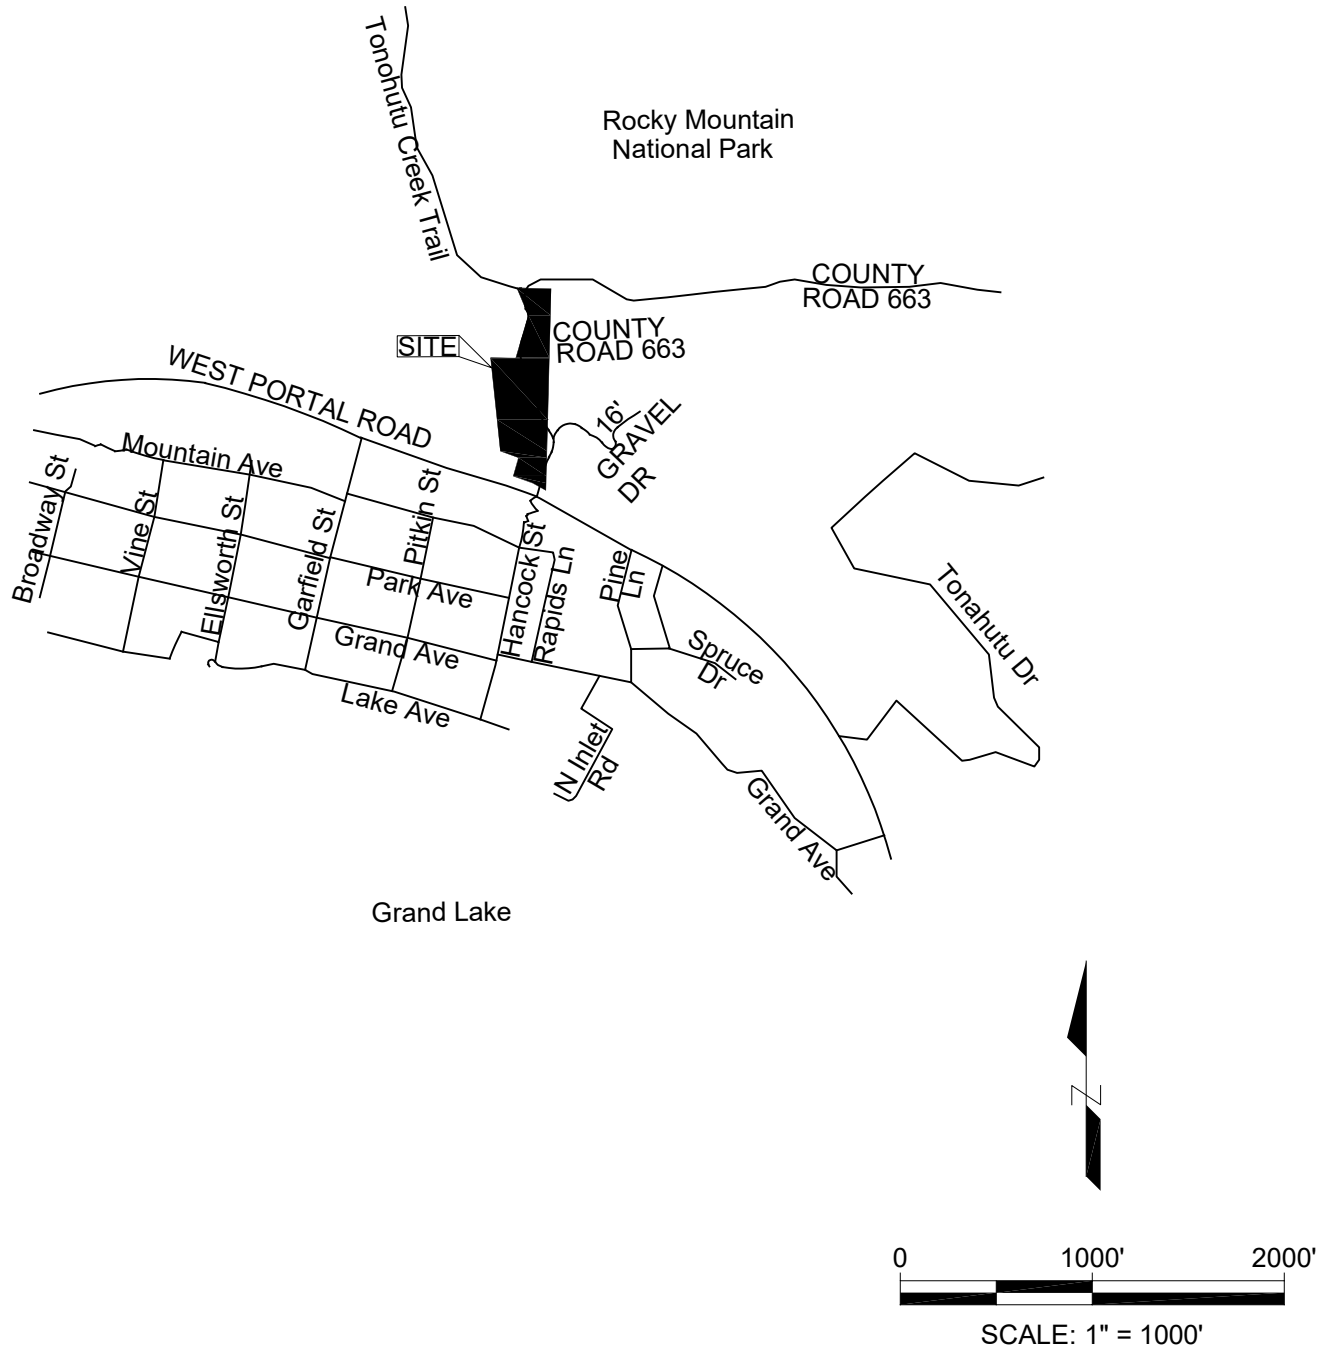 Tonohutu Creek Trail
Rocky Mountain
National Park
COUNTY
ROAD 663
COUNTY
ROAD 663
SITE
WEST PORTAL ROAD
16'
GRAVEL
DR
Mountain Ave
Broadway St
Vine St
Ellsworth St
Garfield St
Pitkin St
Hancock St
Rapids Ln
Pine
Ln
Park Ave
Grand Ave
Lake Ave
Spruce
Dr
Tonahutu Dr
N Inlet
Rd
Grand Ave
Grand Lake
N
0 1000' 2000'
SCALE: 1" = 1000'